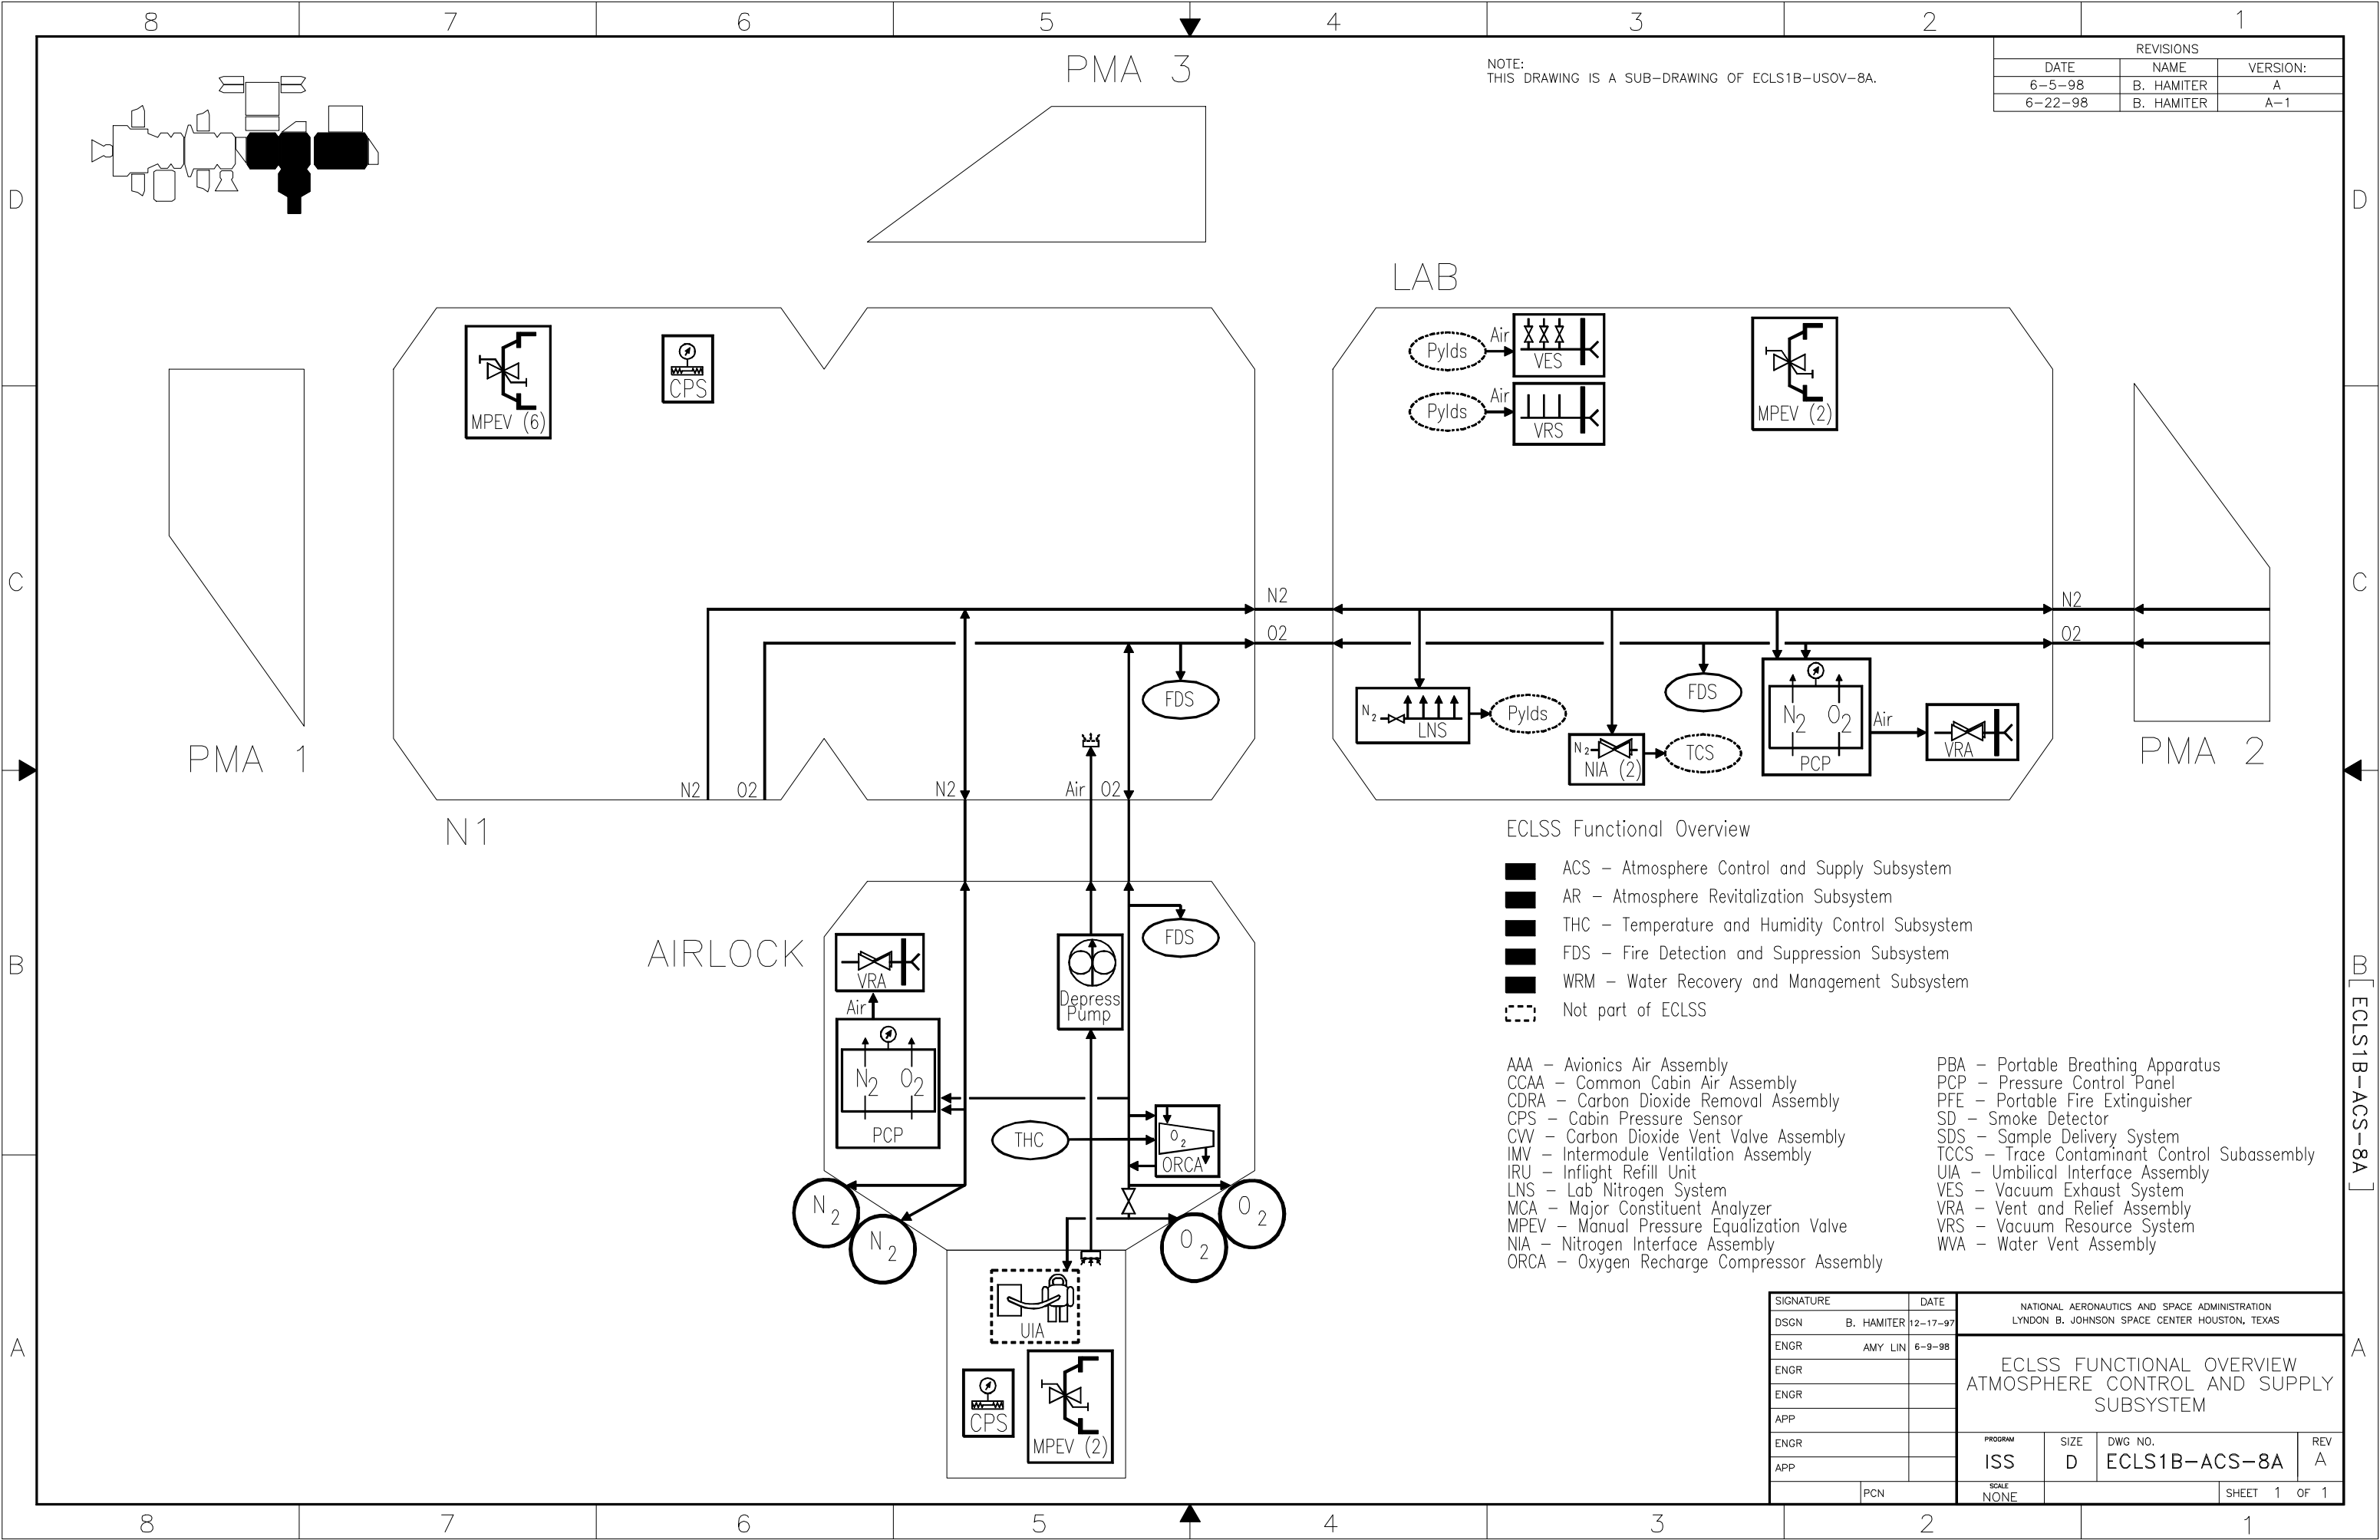 8 7 6 5 4 3 2 1
PMA 3
NOTE:
THIS DRAWING IS A SUB-DRAWING OF ECLS1B-USOV-8A.
REVISIONS
DATE NAME VERSION:
6-5-98 B. HAMITER A
6-22-98 B. HAMITER A-1
D D
LAB
MPEV (6)
CPS
Pylds Air VES
Pylds Air VRS
MPEV (2)
C C
N2 N2
O2 O2
FDS
N2 LNS Pylds
N2 NIA (2) TCS
FDS
N2 O2
PCP
Air
VRA
PMA 1
PMA 2
N2 O2 N2 Air O2
N1
ECLSS Functional Overview
ACS - Atmosphere Control and Supply Subsystem
AR - Atmosphere Revitalization Subsystem
THC - Temperature and Humidity Control Subsystem
FDS - Fire Detection and Suppression Subsystem
WRM - Water Recovery and Management Subsystem
Not part of ECLSS
B B
AIRLOCK
VRA
Air
N2 O2
PCP
Depress
Pump
FDS
THC
O2
ORCA
N2
N2
O2
O2
UIA
CPS
MPEV (2)
AAA - Avionics Air Assembly
CCAA - Common Cabin Air Assembly
CDRA - Carbon Dioxide Removal Assembly
CPS - Cabin Pressure Sensor
CVV - Carbon Dioxide Vent Valve Assembly
IMV - Intermodule Ventilation Assembly
IRU - Inflight Refill Unit
LNS - Lab Nitrogen System
MCA - Major Constituent Analyzer
MPEV - Manual Pressure Equalization Valve
NIA - Nitrogen Interface Assembly
ORCA - Oxygen Recharge Compressor Assembly
PBA - Portable Breathing Apparatus
PCP - Pressure Control Panel
PFE - Portable Fire Extinguisher
SD - Smoke Detector
SDS - Sample Delivery System
TCCS - Trace Contaminant Control Subassembly
UIA - Umbilical Interface Assembly
VES - Vacuum Exhaust System
VRA - Vent and Relief Assembly
VRS - Vacuum Resource System
WVA - Water Vent Assembly
[ ECLS1B-ACS-8A ]
A A
SIGNATURE DATE
DSGN B. HAMITER 12-17-97
ENGR AMY LIN 6-9-98
ENGR
ENGR
APP
ENGR
APP
PCN
NATIONAL AERONAUTICS AND SPACE ADMINISTRATION
LYNDON B. JOHNSON SPACE CENTER HOUSTON, TEXAS
ECLSS FUNCTIONAL OVERVIEW
ATMOSPHERE CONTROL AND SUPPLY
SUBSYSTEM
PROGRAM
ISS
SIZE
D
DWG NO.
ECLS1B-ACS-8A
REV
A
SCALE
NONE
SHEET 1 OF 1
8 7 6 5 4 3 2 1